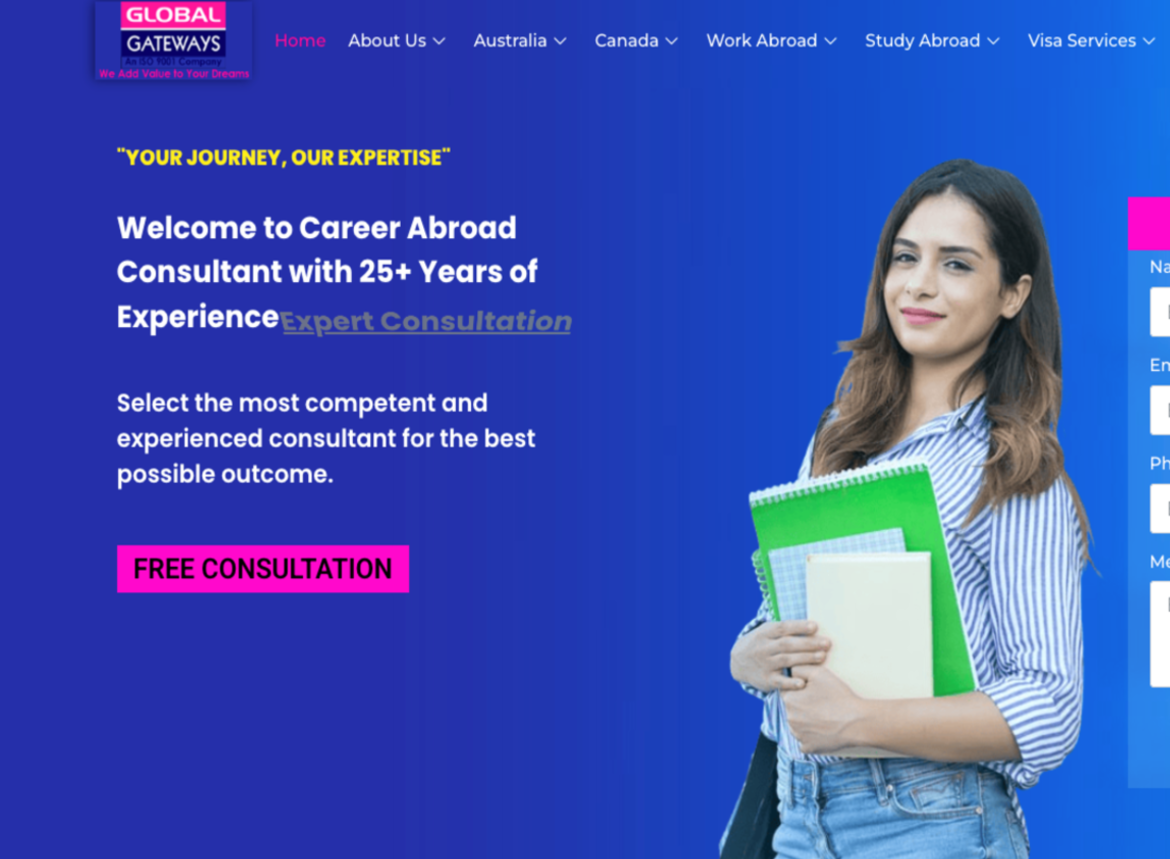 GLOBAL
GATEWAYS
An ISO 9001 Company
We Add Value to Your Dreams
Home About Us Australia Canada Work Abroad Study Abroad Visa Services
"YOUR JOURNEY, OUR EXPERTISE"
Welcome to Career Abroad
Consultant with 25+ Years of
Experience Expert Consultation
Select the most competent and
experienced consultant for the best
possible outcome.
FREE CONSULTATION
Na
Em
Ph
Me